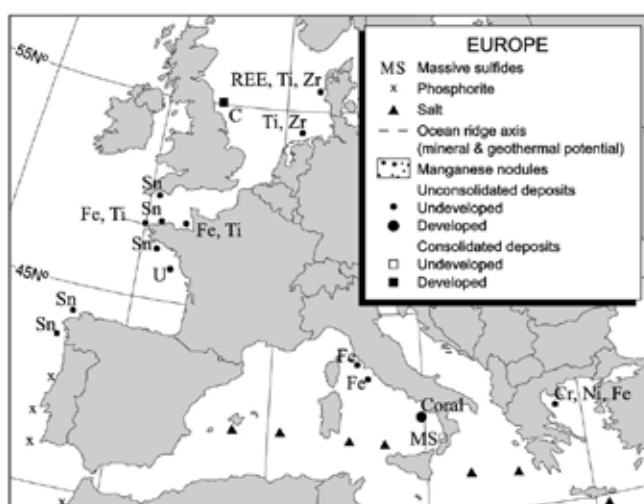 55Nº
REE, Ti, Zr
C
Ti, Zr
Sn
Sn
Fe, Ti
Fe, Ti
Sn
U
45Nº
Sn
Sn
Fe
Fe
Coral
MS
Cr, Ni, Fe
x
x
x
x
EUROPE
MS Massive sulfides
x Phosphorite
Salt
Ocean ridge axis
(mineral & geothermal potential)
Manganese nodules
Unconsolidated deposits
Undeveloped
Developed
Consolidated deposits
Undeveloped
Developed